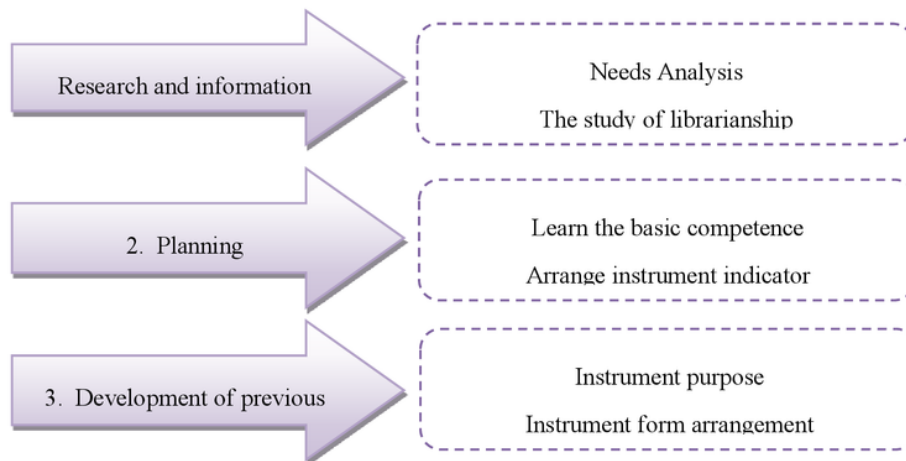 Research and information
Needs Analysis
The study of librarianship
2. Planning
Learn the basic competence
Arrange instrument indicator
3. Development of previous
Instrument purpose
Instrument form arrangement